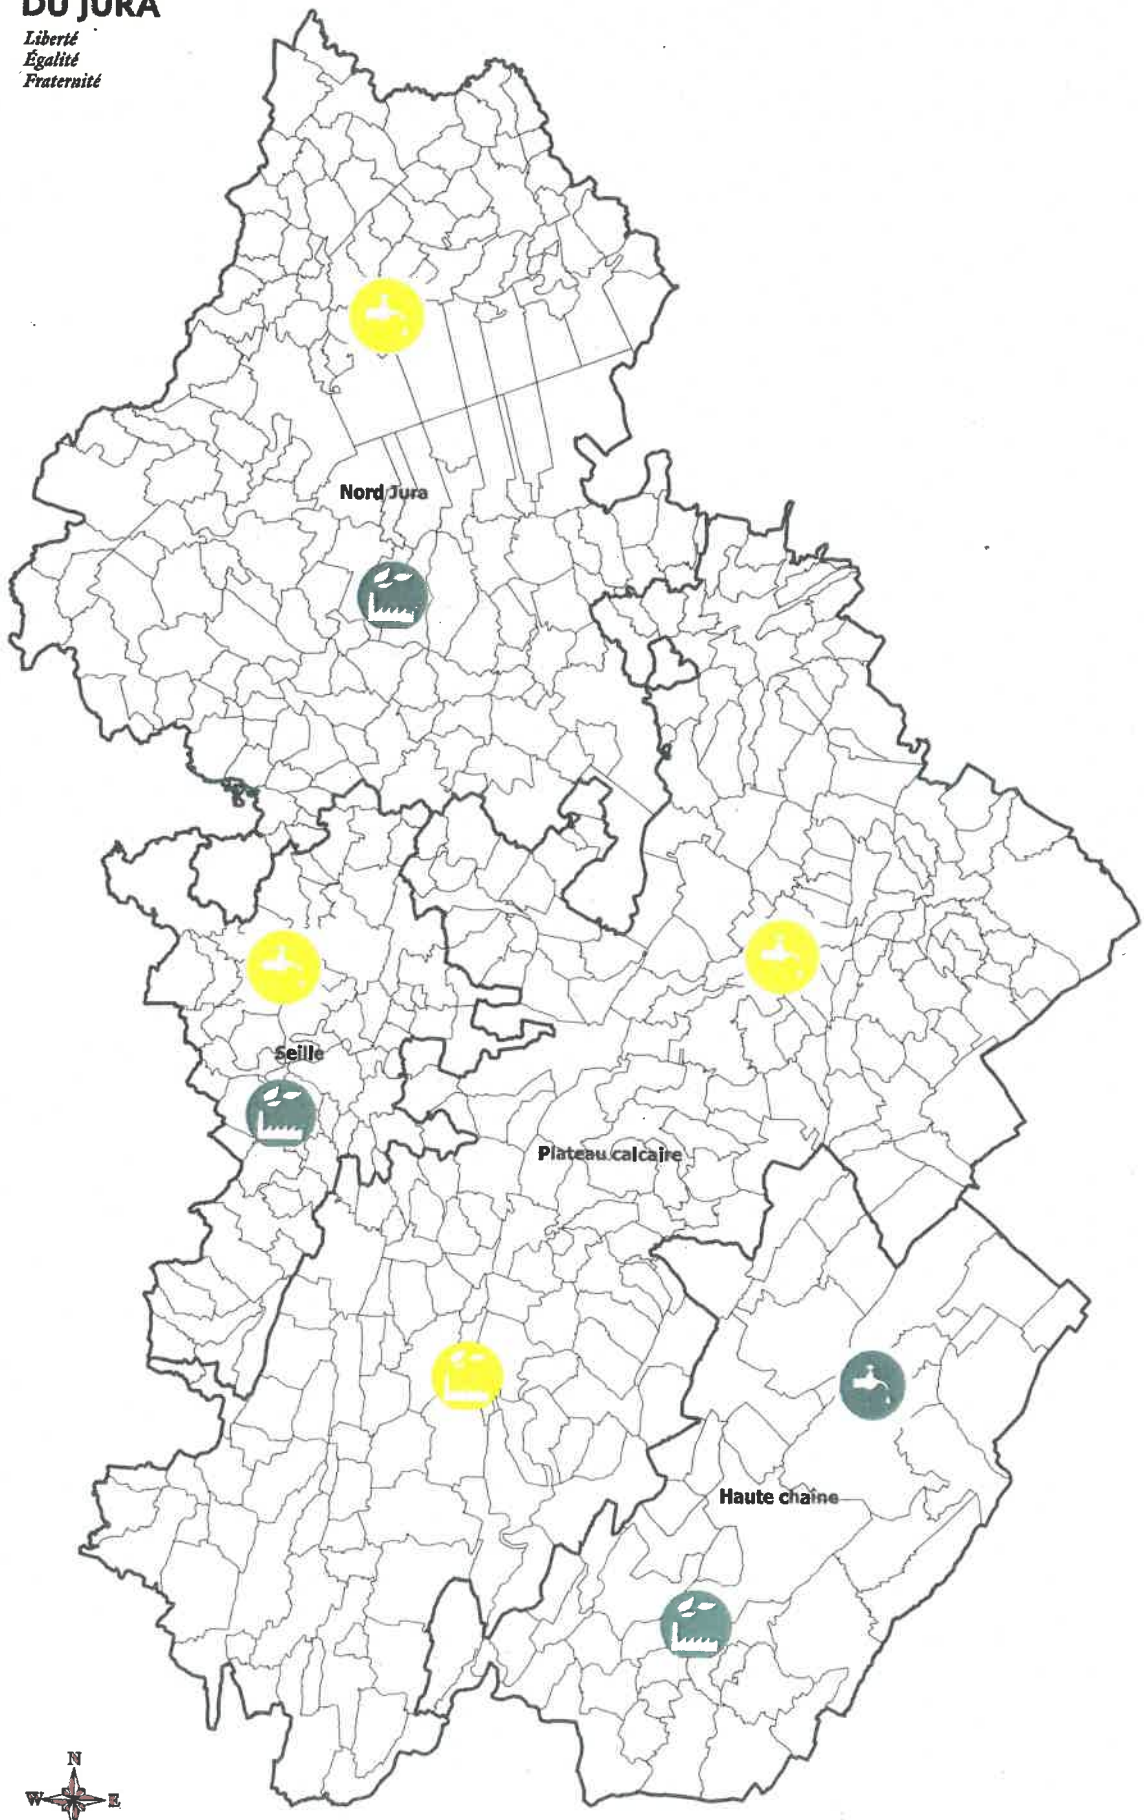 DU JURA
Liberté
Égalité
Fraternité
Nord Jura
Seille
Plateau calcaire
Haute chaîne
N
W E